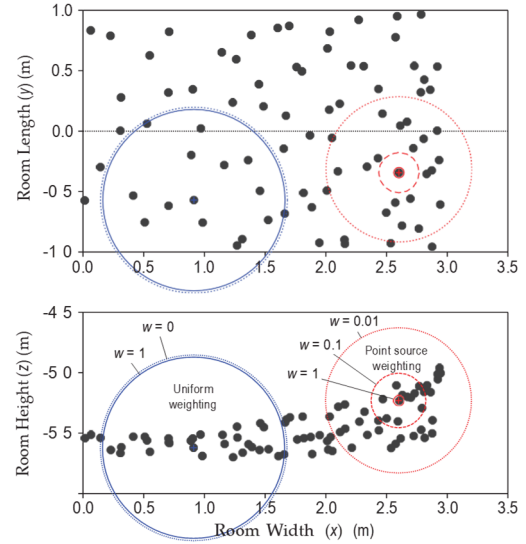 1.0
0.5
0.0
-0.5
-1 0
Room Length (y) (m)
0.0 0.5 1.0 1.5 2.0 2.5 3.0 3.5
-4 5
-5 0
-5.5
Room Height (z) (m)
w = 0
w = 1
Uniform
weighting
w = 0.01
w = 0.1
w = 1
Point source
weighting
0.0 0.5 1.0 1.5 2.0 2.5 3.0 3.5
Room Width (x) (m)